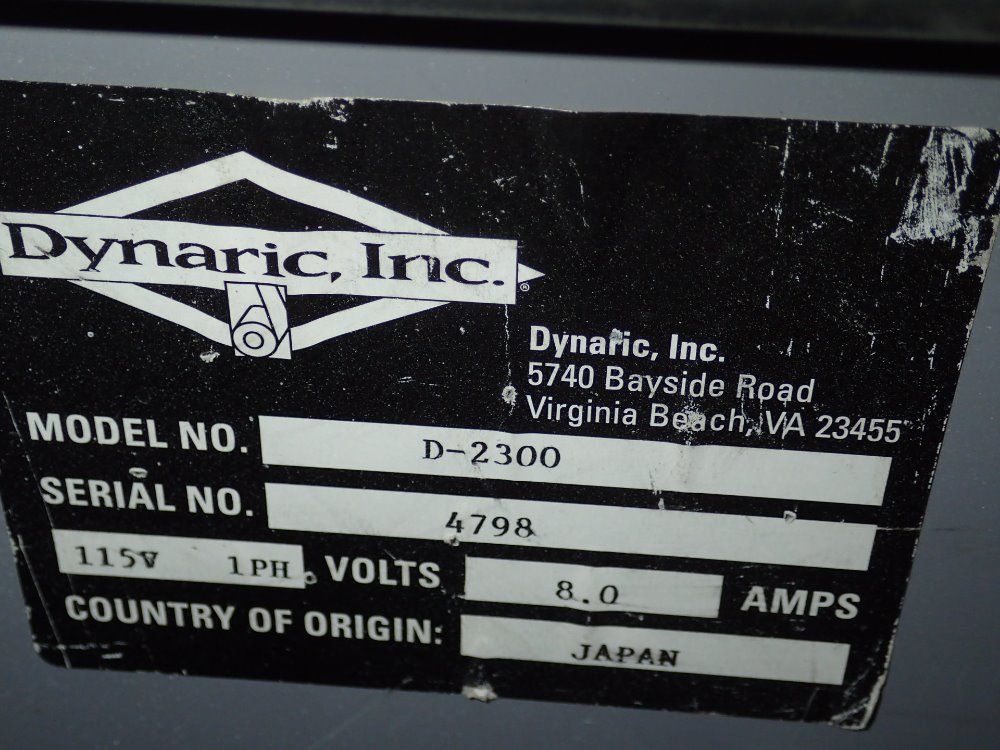 Dynaric, Inc.®
Dynaric, Inc.
5740 Bayside Road
Virginia Beach, VA 23455
MODEL NO. D-2300
SERIAL NO. 4798
115V 1PH VOLTS 8.0 AMPS
COUNTRY OF ORIGIN: JAPAN